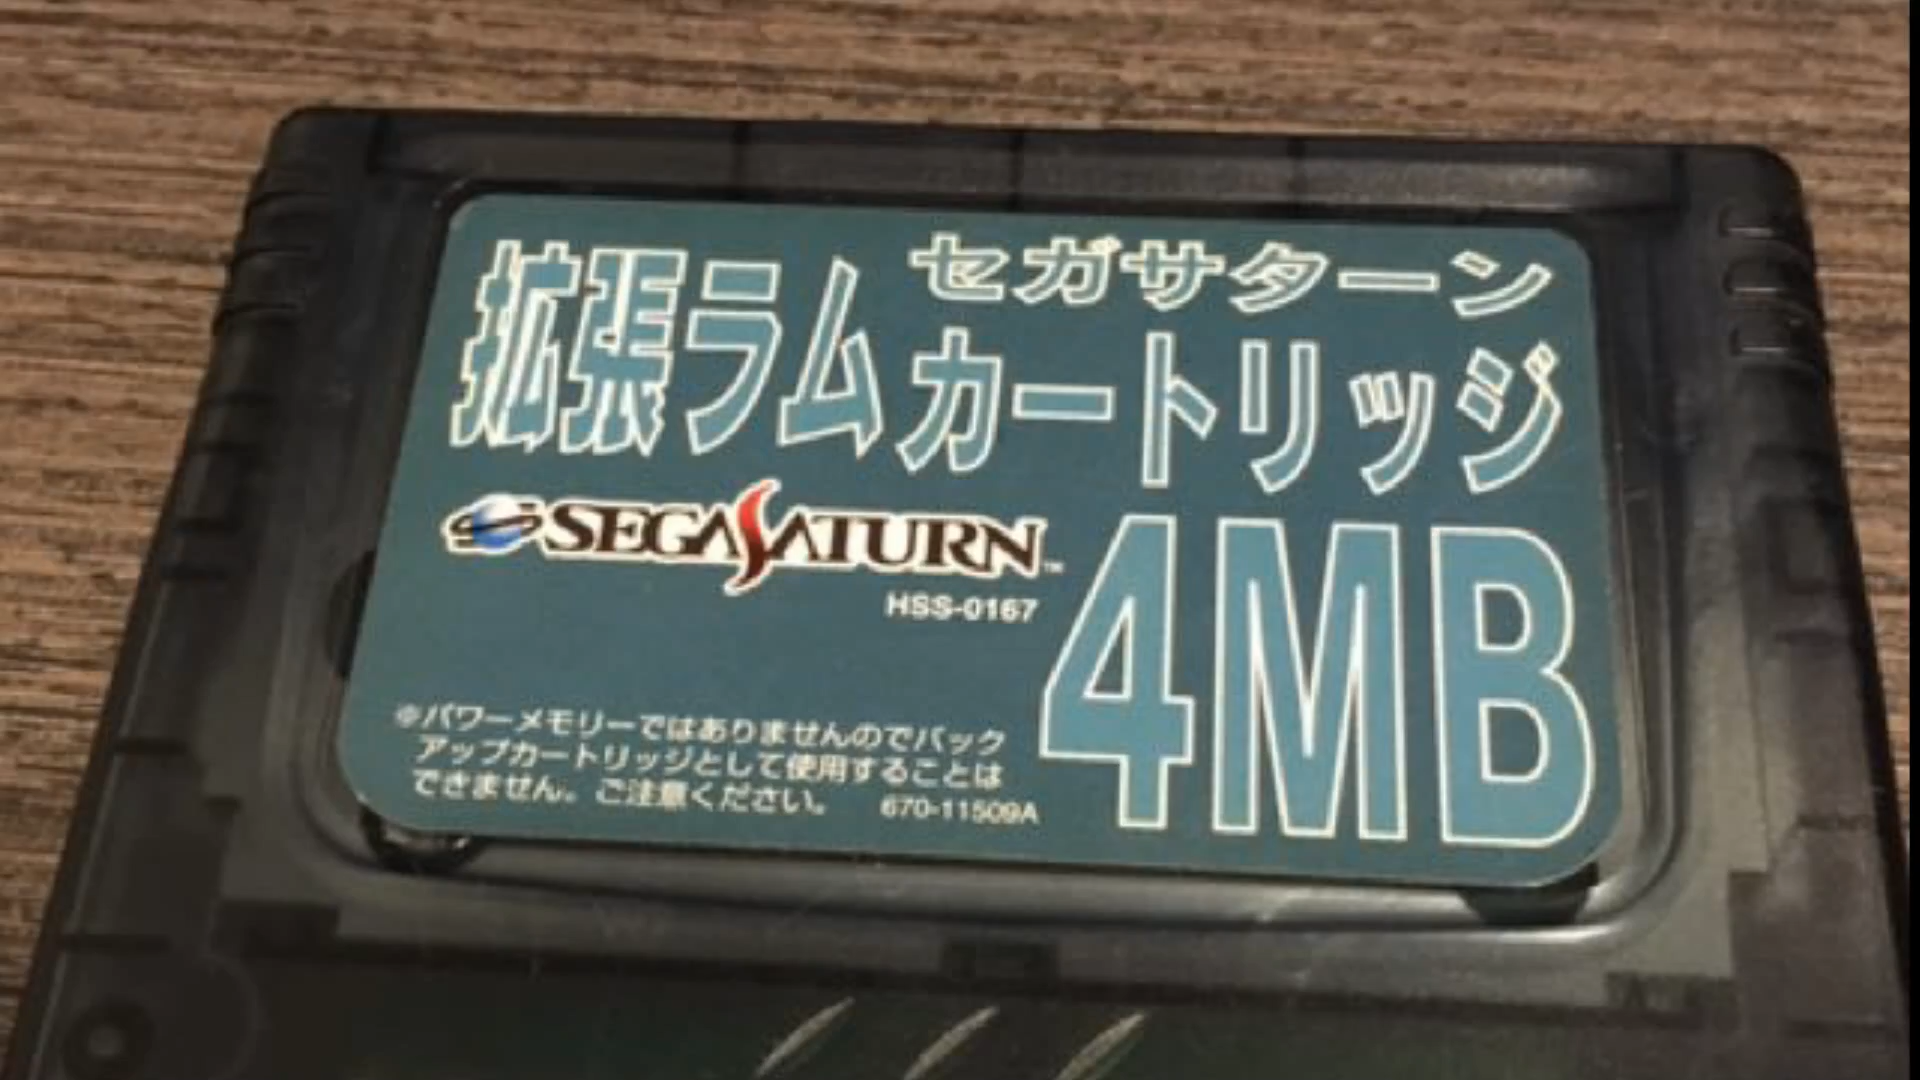 セガサターン
拡張ラムカートリッジ
SEGASATURN™
HSS-0167
4MB
※パワーメモリーではありませんのでバック
アップカートリッジとして使用することは
できません。ご注意ください。
670-11509A